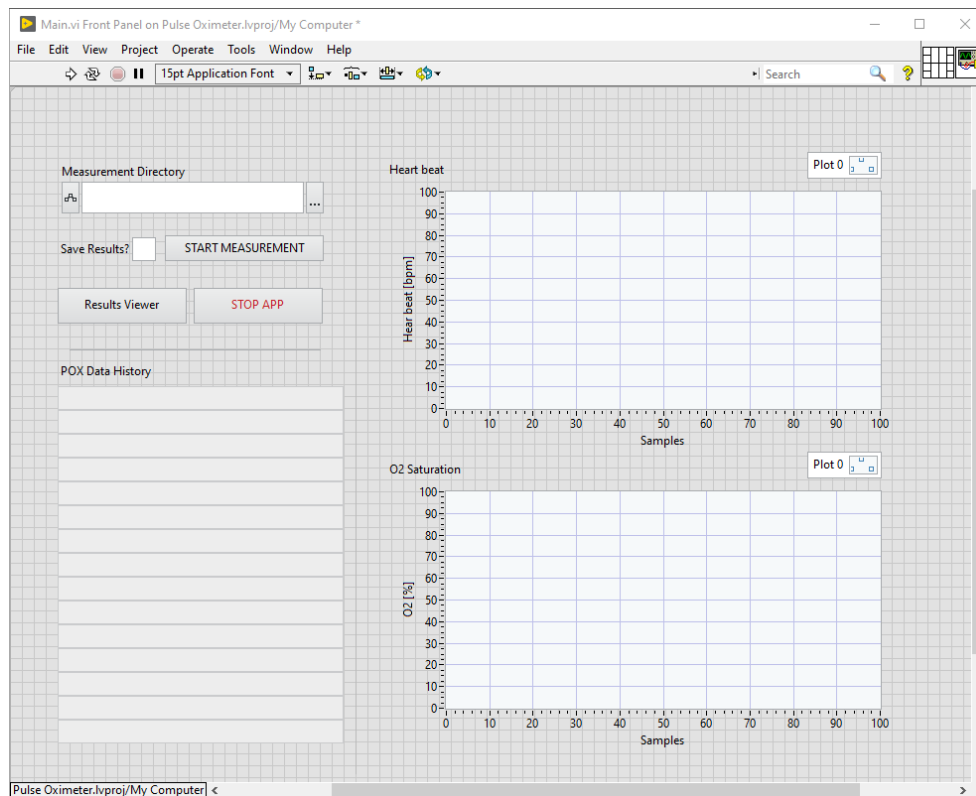 Main.vi Front Panel on Pulse Oximeter.lvproj/My Computer *
File Edit View Project Operate Tools Window Help
15pt Application Font
Search
?
Measurement Directory
...
Save Results?
START MEASUREMENT
Results Viewer
STOP APP
POX Data History
Heart beat
Plot 0
Hear beat [bpm]
100
90
80
70
60
50
40
30
20
10
0
0 10 20 30 40 50 60 70 80 90 100
Samples
O2 Saturation
Plot 0
O2 [%]
100
90
80
70
60
50
40
30
20
10
0
0 10 20 30 40 50 60 70 80 90 100
Samples
Pulse Oximeter.lvproj/My Computer